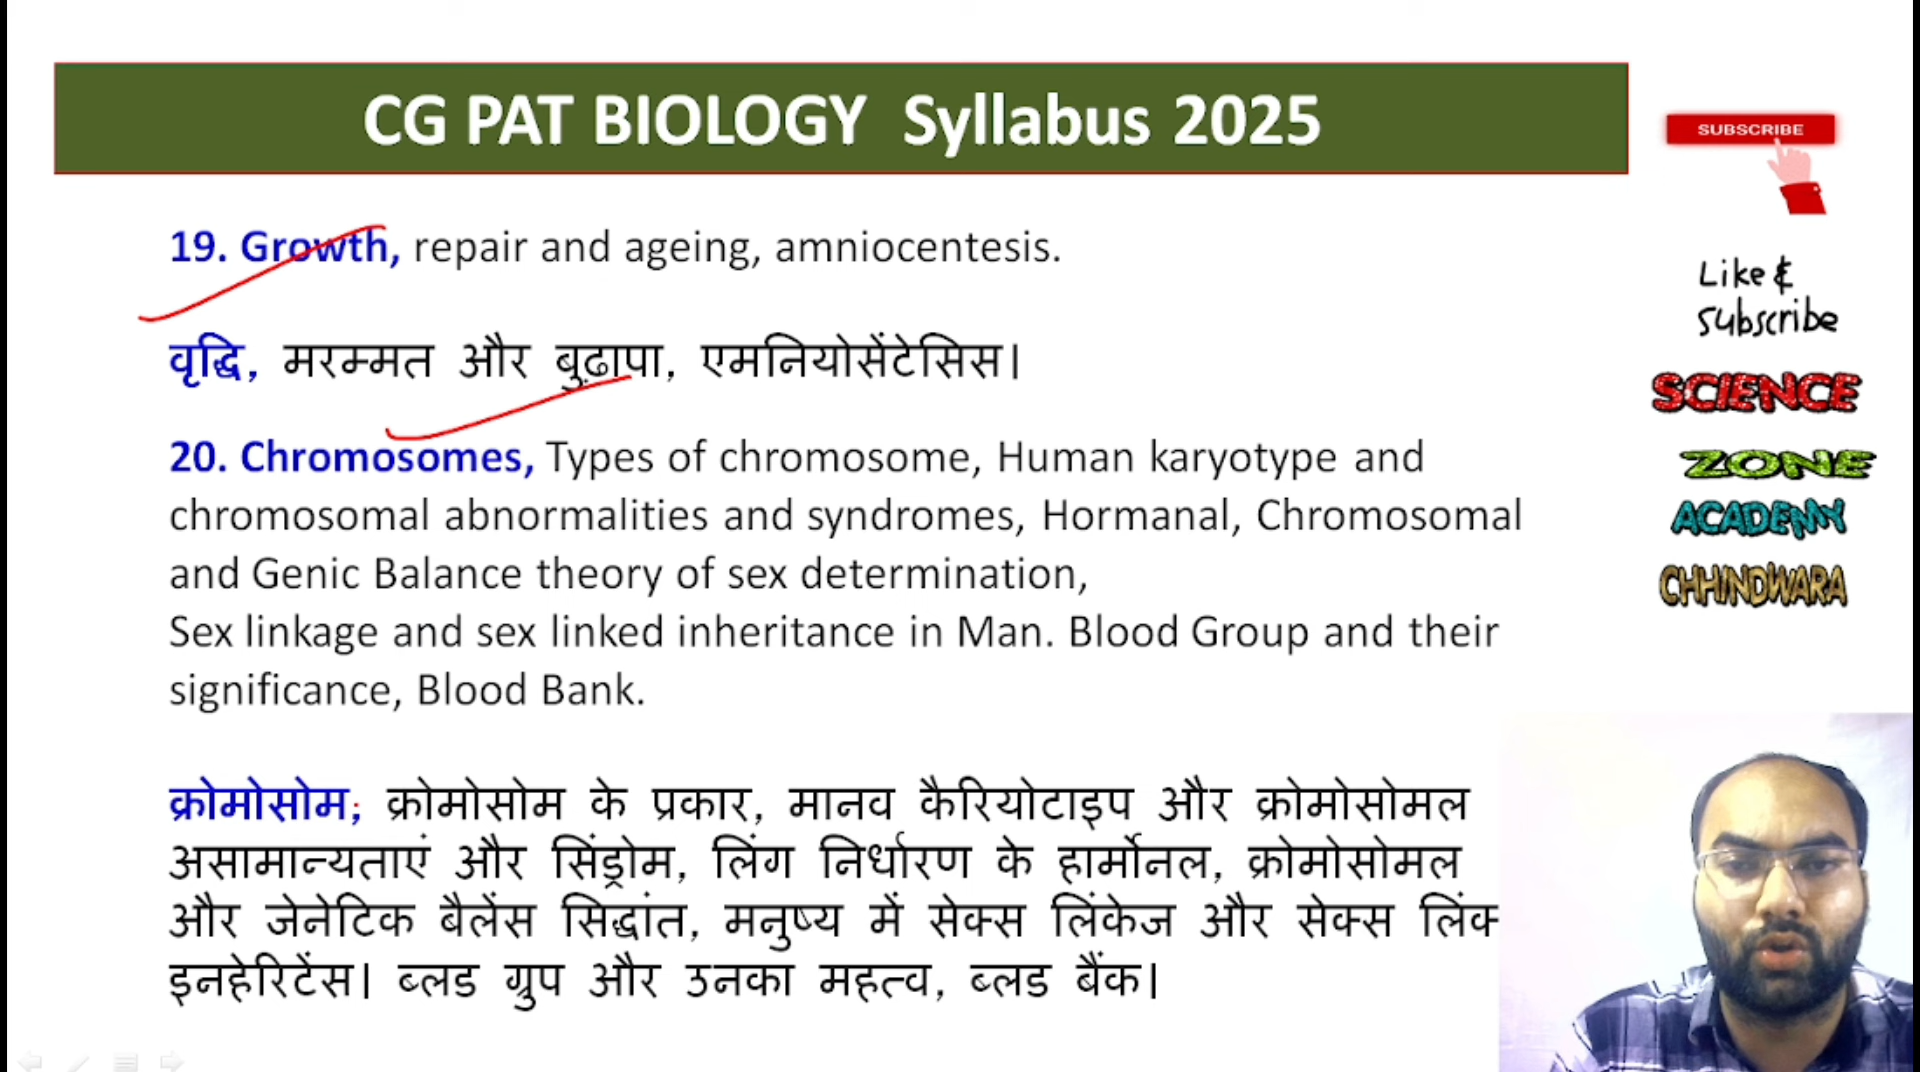 CG PAT BIOLOGY Syllabus 2025
SUBSCRIBE
19. Growth, repair and ageing, amniocentesis.
वृद्धि, मरम्मत और बुढ़ापा, एमनियोसेंटेसिस।
20. Chromosomes, Types of chromosome, Human karyotype and
chromosomal abnormalities and syndromes, Hormanal, Chromosomal
and Genic Balance theory of sex determination,
Sex linkage and sex linked inheritance in Man. Blood Group and their
significance, Blood Bank.
क्रोमोसोम; क्रोमोसोम के प्रकार, मानव कैरियोटाइप और क्रोमोसोमल
असामान्यताएं और सिंड्रोम, लिंग निर्धारण के हार्मोनल, क्रोमोसोमल
और जेनेटिक बैलेंस सिद्धांत, मनुष्य में सेक्स लिंकेज और सेक्स लिंक
इनहेरिटेंस। ब्लड ग्रुप और उनका महत्व, ब्लड बैंक।
Like &
Subscribe
SCIENCE
ZONE
ACADEMY
CHHINDWARA